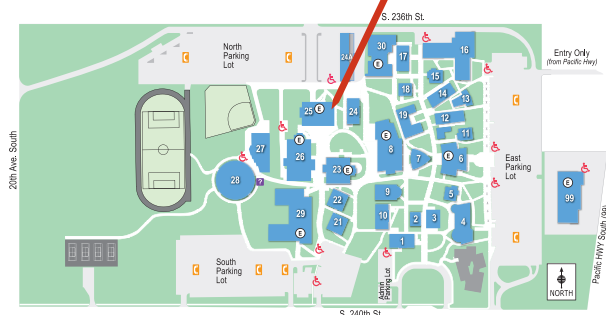 S. 236th St.
North
Parking
Lot
24A
30
E
17
16
Entry Only
(from Pacific Hwy)
15
18
14
13
25 E
24
19
12
11
20th Ave. South
E
27
26
E
8
7
E 6
East
Parking
Lot
28
?
23 E
9
5
E
99
22
29
E
21
10
2
3
4
1
South
Parking
Lot
Admin
Parking Lot
NORTH
Pacific HWY South (99)
S. 240th St.